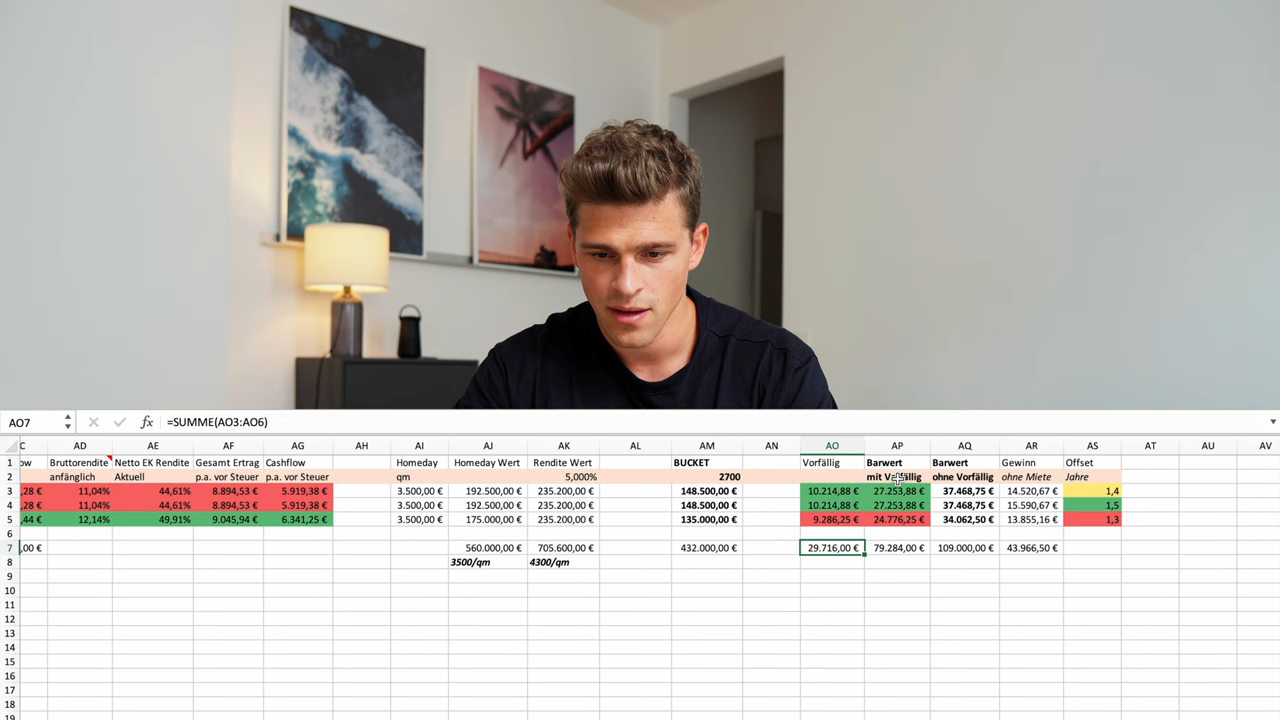 AO7 fx =SUMME(AO3:AO6)
C AD AE AF AG AH AI AJ AK AL AM AN AO AP AQ AR AS AT AU AV
1 ow Bruttorendite Netto EK Rendite Gesamt Ertrag Cashflow Homeday Homeday Wert Rendite Wert BUCKET Vorfällig Barwert Barwert Gewinn Offset
2 anfänglich Aktuell p.a. vor Steuer p.a. vor Steuer qm 5,000% 2700 mit Vorfällig ohne Vorfällig ohne Miete Jahre
3 ,28 € 11,04% 44,61% 8.894,53 € 5.919,38 € 3.500,00 € 192.500,00 € 235.200,00 € 148.500,00 € 10.214,88 € 27.253,88 € 37.468,75 € 14.520,67 € 1,4
4 ,28 € 11,04% 44,61% 8.894,53 € 5.919,38 € 3.500,00 € 192.500,00 € 235.200,00 € 148.500,00 € 10.214,88 € 27.253,88 € 37.468,75 € 15.590,67 € 1,5
5 ,44 € 12,14% 49,91% 9.045,94 € 6.341,25 € 3.500,00 € 175.000,00 € 235.200,00 € 135.000,00 € 9.286,25 € 24.776,25 € 34.062,50 € 13.855,16 € 1,3
6
7 ,00 € 560.000,00 € 705.600,00 € 432.000,00 € 29.716,00 € 79.284,00 € 109.000,00 € 43.966,50 €
8 3500/qm 4300/qm
9
10
11
12
13
14
15
16
17
18
19